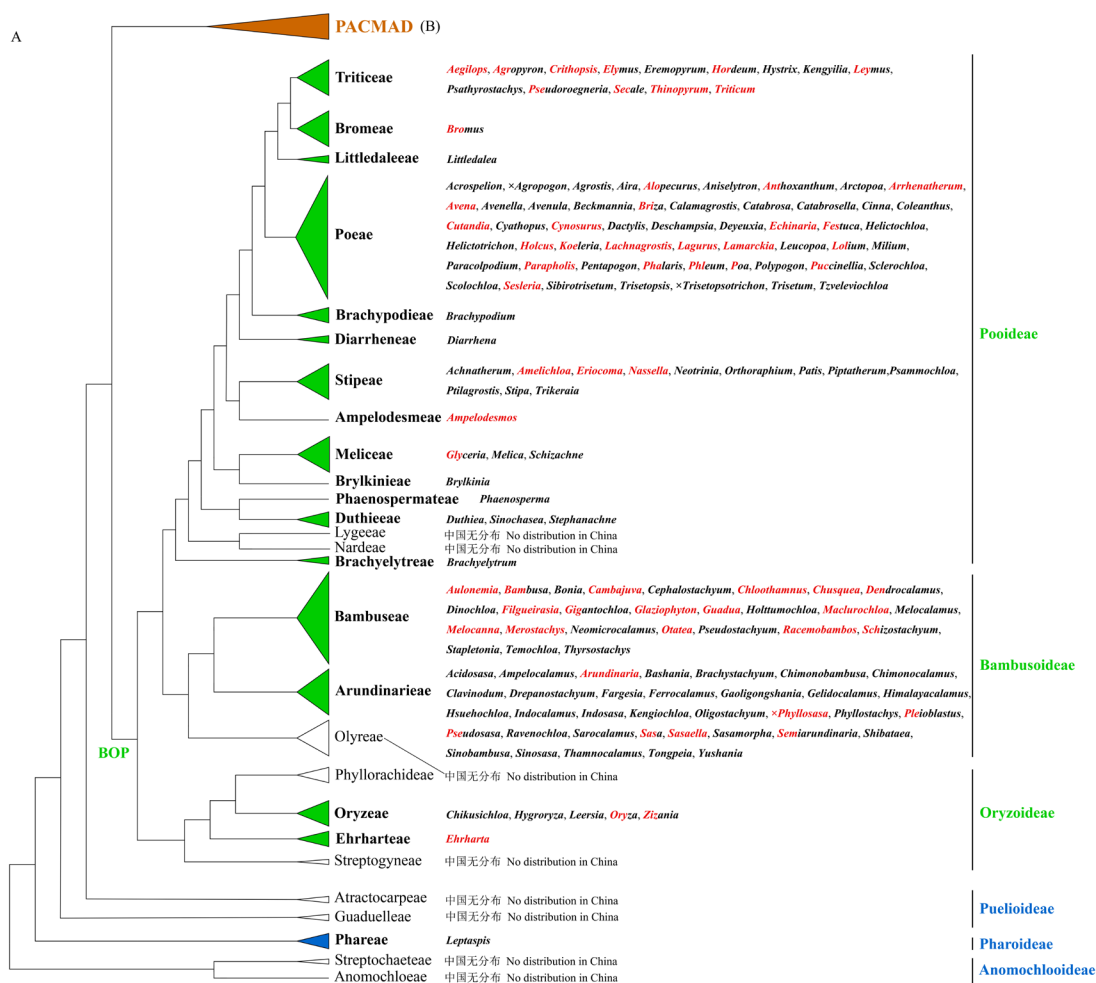 A
PACMAD (B)
Triticeae
Aegilops, Agropyron, Crithopsis, Elymus, Eremopyrum, Hordeum, Hystrix, Kengyilia, Leymus,
Psathyrostachys, Pseudoroegneria, Secale, Thinopyrum, Triticum
Bromeae
Bromus
Littledaleeae
Littledalea
Poeae
Acrospelion, ×Agropogon, Agrostis, Aira, Alopecurus, Aniselytron, Anthoxanthum, Arctopoa, Arrhenatherum,
Avena, Avenella, Avenula, Beckmannia, Briza, Calamagrostis, Catabrosa, Catabrosella, Cinna, Coleanthus,
Cutandia, Cyathopus, Cynosurus, Dactylis, Deschampsia, Deyeuxia, Echinaria, Festuca, Helictochloa,
Helictotrichon, Holcus, Koeleria, Lachnagrostis, Lagurus, Lamarckia, Leucopoa, Lolium, Milium,
Paracolpodium, Parapholis, Pentapogon, Phalaris, Phleum, Poa, Polypogon, Puccinellia, Sclerochloa,
Scolochloa, Sesleria, Sibirotrisetum, Trisetopsis, ×Trisetopsotrichon, Trisetum, Tzveleviochloa
Brachypodieae
Brachypodium
Diarrheneae
Diarrhena
Pooideae
Stipeae
Achnatherum, Amelichloa, Eriocoma, Nassella, Neotrinia, Orthoraphium, Patis, Piptatherum,Psammochloa,
Ptilagrostis, Stipa, Trikeraia
Ampelodesmeae
Ampelodesmos
Meliceae
Glyceria, Melica, Schizachne
Brylkinieae
Brylkinia
Phaenospermateae
Phaenosperma
Duthieeae
Duthiea, Sinochasea, Stephanachne
Lygeeae
中国无分布 No distribution in China
Nardeae
中国无分布 No distribution in China
Brachyelytreae
Brachyelytrum
Bambuseae
Aulonemia, Bambusa, Bonia, Cambajuva, Cephalostachyum, Chloothamnus, Chusquea, Dendrocalamus,
Dinochloa, Filgueirasia, Gigantochloa, Glaziophyton, Guadua, Holttumochloa, Maclurochloa, Melocalamus,
Melocanna, Merostachys, Neomicrocalamus, Otatea, Pseudostachyum, Racemobambos, Schizostachyum,
Stapletonia, Temochloa, Thyrsostachys
Bambusoideae
Arundinarieae
Acidosasa, Ampelocalamus, Arundinaria, Bashania, Brachystachyum, Chimonobambusa, Chimonocalamus,
Clavinodum, Drepanostachyum, Fargesia, Ferrocalamus, Gaoligongshania, Gelidocalamus, Himalayacalamus,
Hsuehochloa, Indocalamus, Indosasa, Kengiochloa, Oligostachyum, ×Phyllosasa, Phyllostachys, Pleioblastus,
Pseudosasa, Ravenochloa, Sarocalamus, Sasa, Sasaella, Sasamorpha, Semiarundinaria, Shibataea,
Sinobambusa, Sinosasa, Thamnocalamus, Tongpeia, Yushania
Olyreae
BOP
Phyllorachideae
中国无分布 No distribution in China
Oryzeae
Chikusichloa, Hygroryza, Leersia, Oryza, Zizania
Oryzoideae
Ehrharteae
Ehrharta
Streptogyneae
中国无分布 No distribution in China
Atractocarpeae
中国无分布 No distribution in China
Puelioideae
Guaduelleae
中国无分布 No distribution in China
Phareae
Leptaspis
Pharoideae
Streptochaeteae
中国无分布 No distribution in China
Anomochlooideae
Anomochloeae
中国无分布 No distribution in China